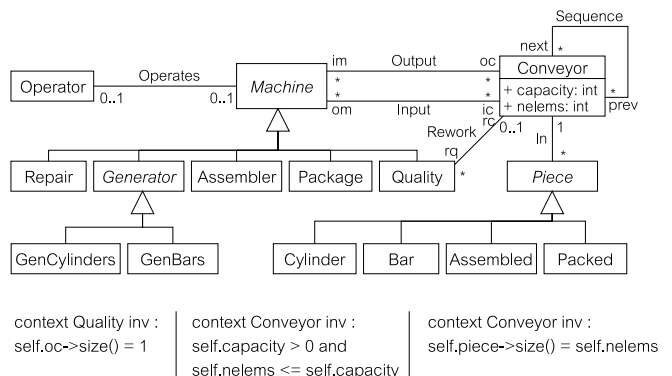 Sequence
im Output oc next *
Conveyor
Operator Operates Machine
0..1 0..1
* *
* *
+ capacity: int
+ nelems: int
* prev
om Input ic
rc 0..1 1
Rework In
rq * *
Repair Generator Assembler Package Quality Piece
GenCylinders GenBars Cylinder Bar Assembled Packed
context Quality inv :
self.oc->size() = 1
context Conveyor inv :
self.capacity > 0 and
self.nelems <= self.capacity
context Conveyor inv :
self.piece->size() = self.nelems